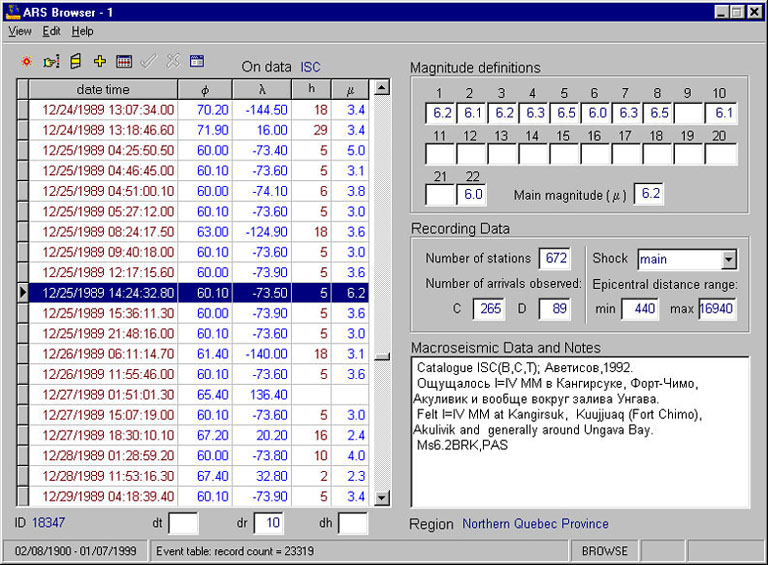 ARS Browser - 1
View Edit Help
On data ISC
date time ϕ λ h μ
12/24/1989 13:07:34.00 70.20 -144.50 18 3.4
12/24/1989 13:18:46.60 71.90 16.00 29 3.4
12/25/1989 04:25:50.50 60.00 -73.40 5 5.0
12/25/1989 04:46:45.00 60.10 -73.60 5 3.1
12/25/1989 04:51:00.10 60.00 -74.10 6 3.8
12/25/1989 05:27:12.00 60.10 -73.60 5 3.0
12/25/1989 08:24:17.50 63.00 -124.90 18 3.6
12/25/1989 09:40:18.00 60.10 -73.60 5 3.0
12/25/1989 12:17:15.60 60.00 -73.90 5 3.6
12/25/1989 14:24:32.80 60.10 -73.50 5 6.2
12/25/1989 15:36:11.30 60.00 -73.90 5 3.6
12/25/1989 21:48:16.00 60.10 -73.60 5 3.0
12/26/1989 06:11:14.70 61.40 -140.00 18 3.1
12/26/1989 11:55:46.00 60.10 -73.60 5 3.6
12/27/1989 01:51:01.30 65.40 136.40
12/27/1989 15:07:19.00 60.10 -73.60 5 3.0
12/27/1989 18:30:10.10 67.20 20.20 16 2.4
12/28/1989 01:28:59.20 60.00 -73.80 10 4.0
12/28/1989 11:53:16.30 67.40 32.80 2 2.3
12/29/1989 04:18:39.40 60.10 -73.90 5 3.4
ID 18347 dt dr 10 dh
Magnitude definitions
1 2 3 4 5 6 7 8 9 10
6.2 6.1 6.2 6.3 6.5 6.0 6.3 6.5 6.1
11 12 13 14 15 16 17 18 19 20
21 22
6.0 Main magnitude ( μ ) 6.2
Recording Data
Number of stations 672 Shock main
Number of arrivals observed: Epicentral distance range:
C 265 D 89 min 440 max 16940
Macroseismic Data and Notes
Catalogue ISC(B,C,T); Аветисов,1992.
Ощущалось I=IV MM в Кангирсуке, Форт-Чимо,
Акуливик и вообще вокруг залива Унгава.
Felt I=IV MM at Kangirsuk, Kuujjuaq (Fort Chimo),
Akulivik and generally around Ungava Bay.
Ms6.2BRK,PAS
Region Northern Quebec Province
02/08/1900 - 01/07/1999 Event table: record count = 23319 BROWSE